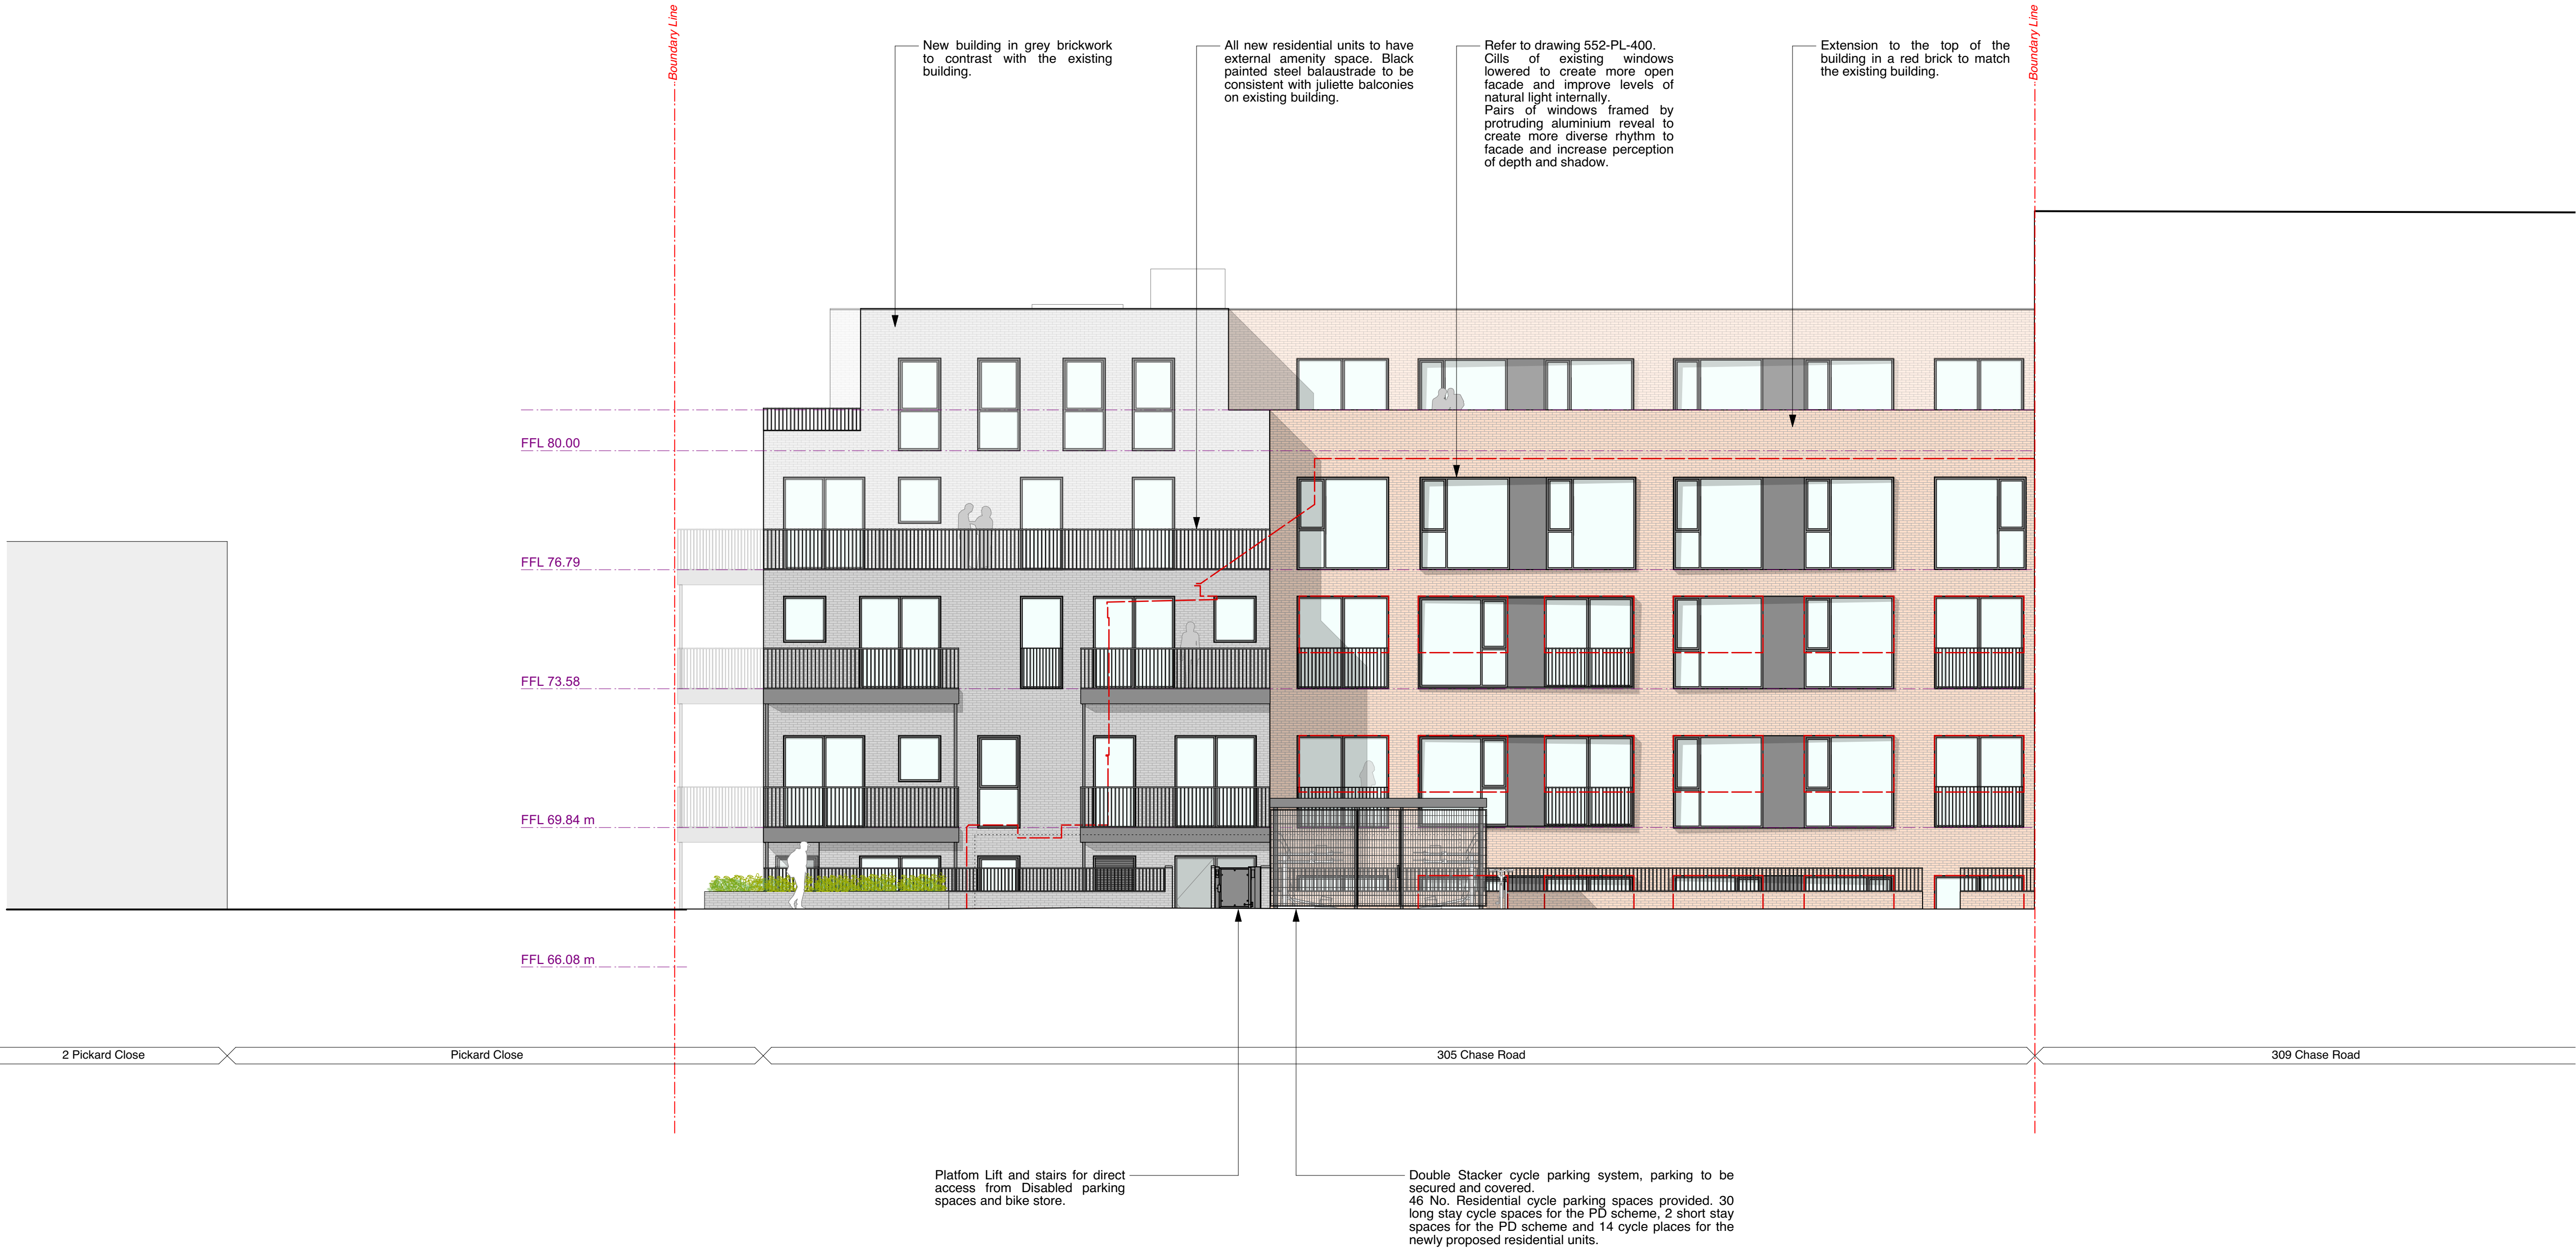 Boundary Line
Boundary Line
New building in grey brickwork
to contrast with the existing
building.
All new residential units to have
external amenity space. Black
painted steel balaustrade to be
consistent with juliette balconies
on existing building.
Refer to drawing 552-PL-400.
Cills of existing windows
lowered to create more open
facade and improve levels of
natural light internally.
Pairs of windows framed by
protruding aluminium reveal to
create more diverse rhythm to
facade and increase perception
of depth and shadow.
Extension to the top of the
building in a red brick to match
the existing building.
FFL 80.00
FFL 76.79
FFL 73.58
FFL 69.84 m
FFL 66.08 m
2 Pickard Close
Pickard Close
305 Chase Road
309 Chase Road
Platfom Lift and stairs for direct
access from Disabled parking
spaces and bike store.
Double Stacker cycle parking system, parking to be
secured and covered.
46 No. Residential cycle parking spaces provided. 30
long stay cycle spaces for the PD scheme, 2 short stay
spaces for the PD scheme and 14 cycle places for the
newly proposed residential units.